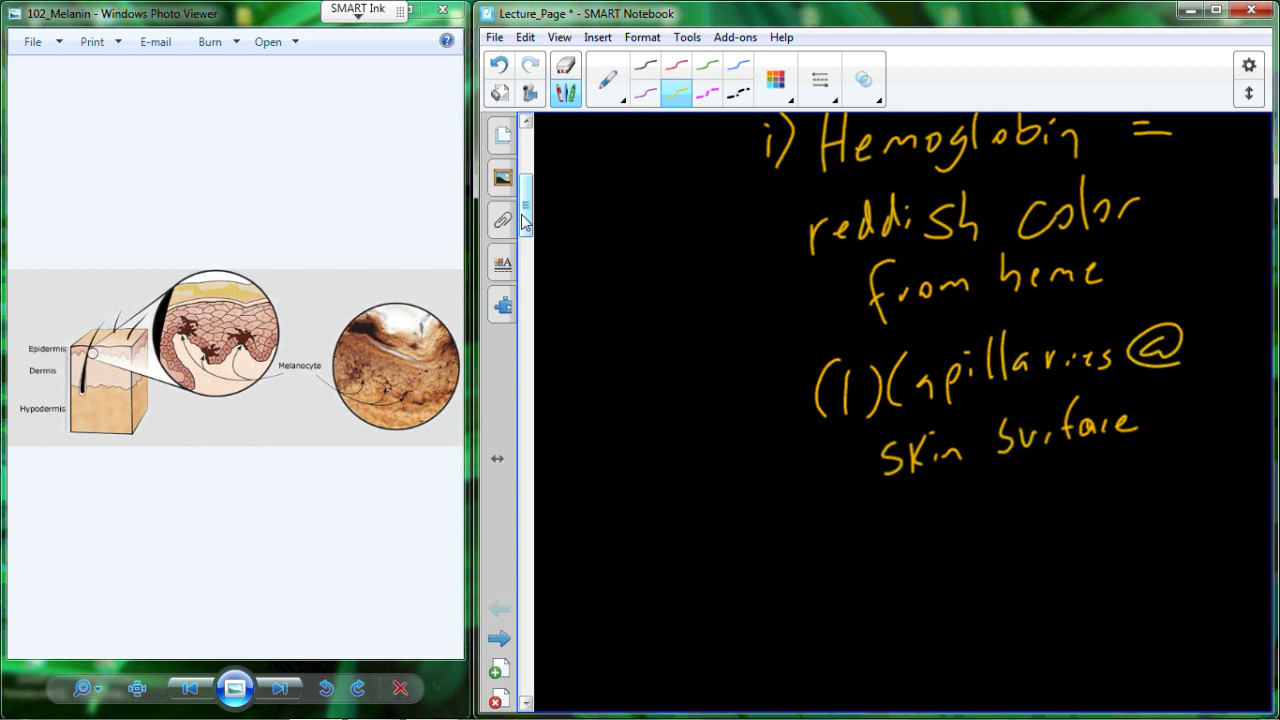 102_Melanin - Windows Photo Viewer
SMART Ink
File Print E-mail Burn Open
Epidermis
Dermis
Hypodermis
Melanocyte
Lecture_Page * - SMART Notebook
File Edit View Insert Format Tools Add-ons Help
i) Hemoglobin =
reddish color
from heme
(1) Capillaries @
skin surface